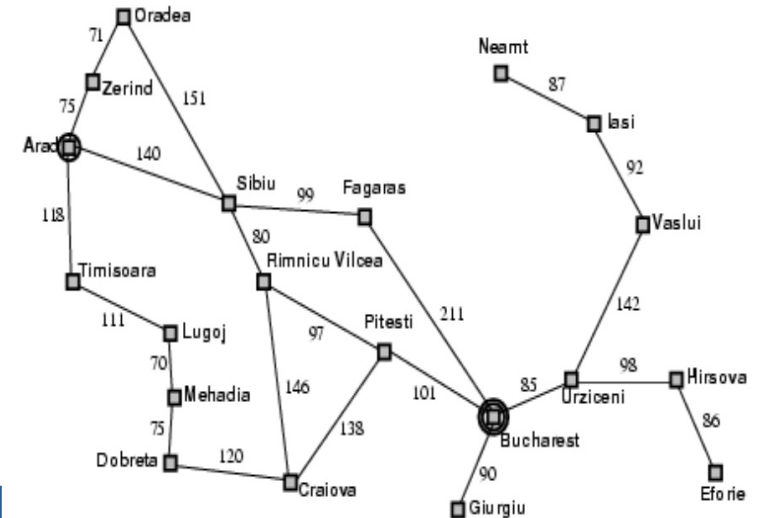 Oradea
71
Neamt
Zerind
87
151
75
Iasi
Arad
140
92
Sibiu
Fagaras
99
118
80
Vaslui
Timisoara
Rimnicu Vilcea
111
211
142
Lugoj
97
Pitesti
70
98
Hirsova
146
101
85
Mehadia
Urziceni
138
86
75
Bucharest
Dobreta
120
90
Craiova
Eforie
Giurgiu